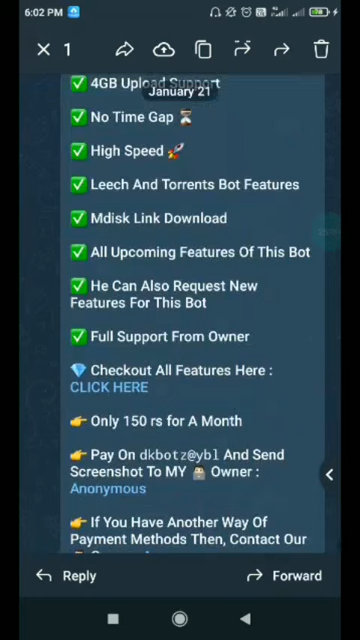 6:02 PM
1
✅ 4GB Upload Support
January 21
✅ No Time Gap ⏳
✅ High Speed 🚀
✅ Leech And Torrents Bot Features
✅ Mdisk Link Download
✅ All Upcoming Features Of This Bot
✅ He Can Also Request New
Features For This Bot
✅ Full Support From Owner
💎 Checkout All Features Here :
CLICK HERE
👉 Only 150 rs for A Month
👉 Pay On dkbotz@ybl And Send
Screenshot To MY 👨🏻‍💻 Owner :
Anonymous
👉 If You Have Another Way Of
Payment Methods Then, Contact Our
Reply
Forward